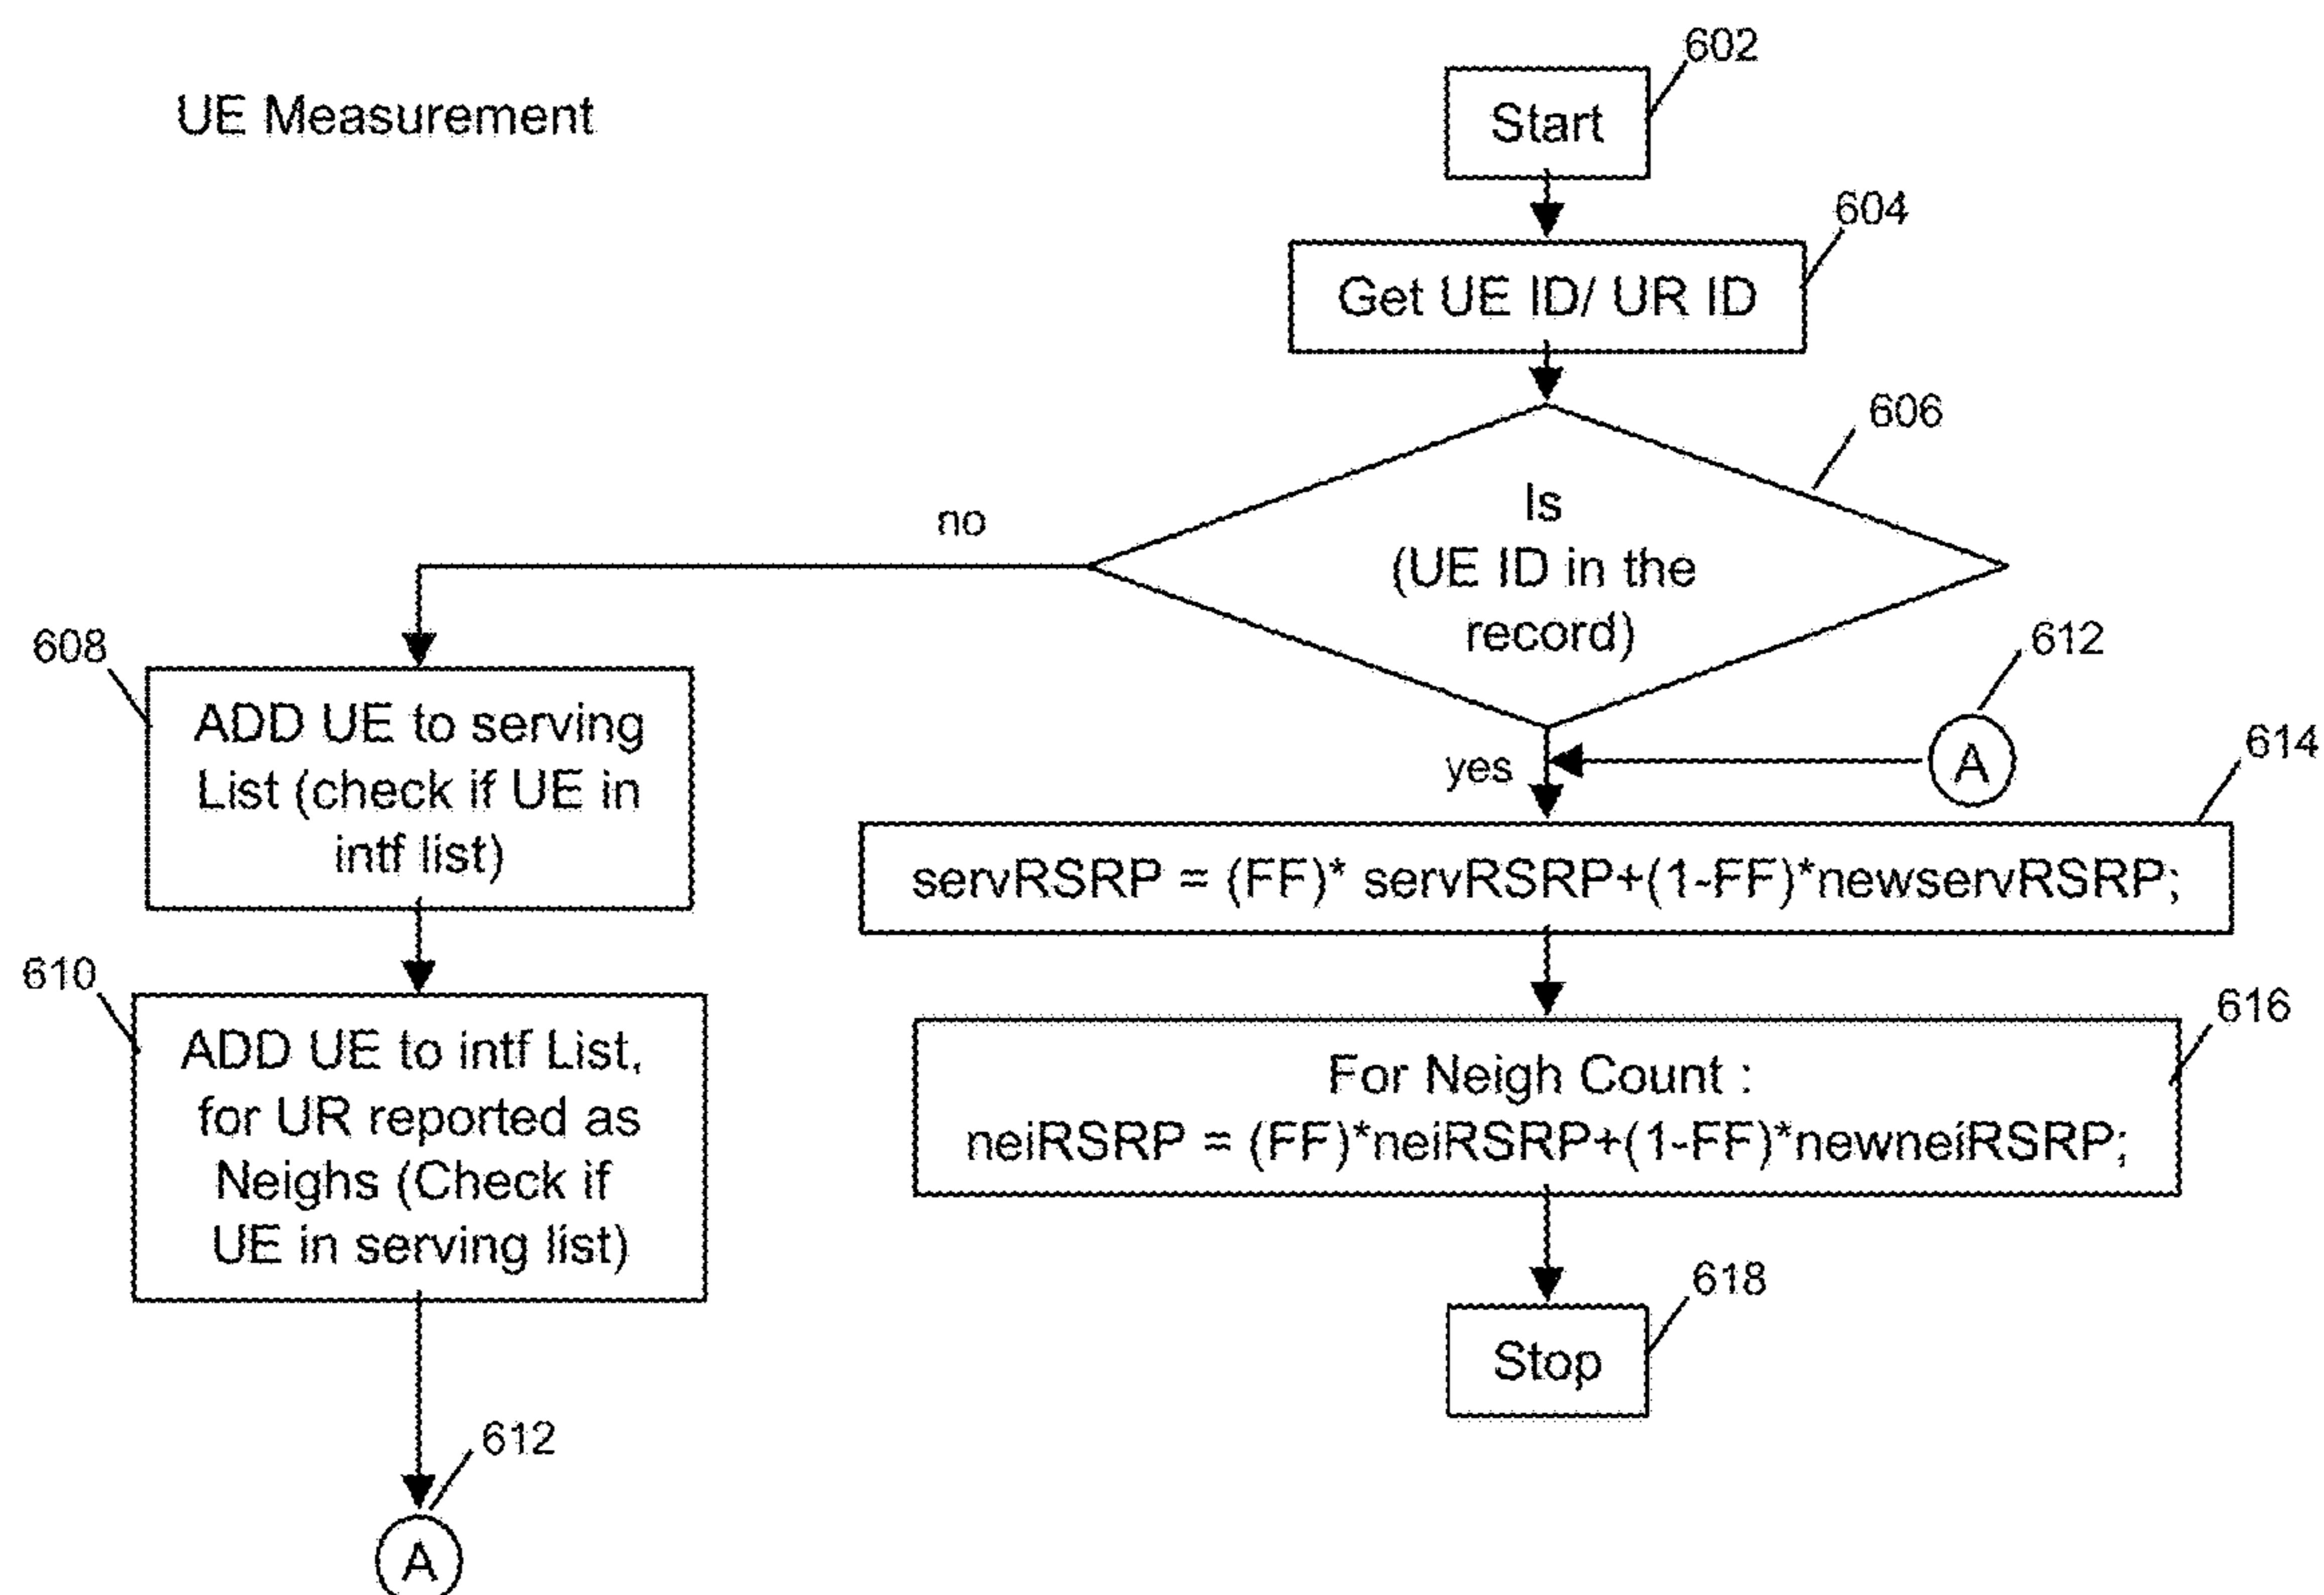 UE Measurement
602
Start
604
Get UE ID/ UR ID
606
Is
(UE ID in the
record)
no
yes
612
A
608
ADD UE to serving
List (check if UE in
intf list)
610
ADD UE to intf List,
for UR reported as
Neighs (Check if
UE in serving list)
612
A
614
servRSRP = (FF)* servRSRP+(1-FF)*newservRSRP;
616
For Neigh Count :
neiRSRP = (FF)*neiRSRP+(1-FF)*newneiRSRP;
618
Stop